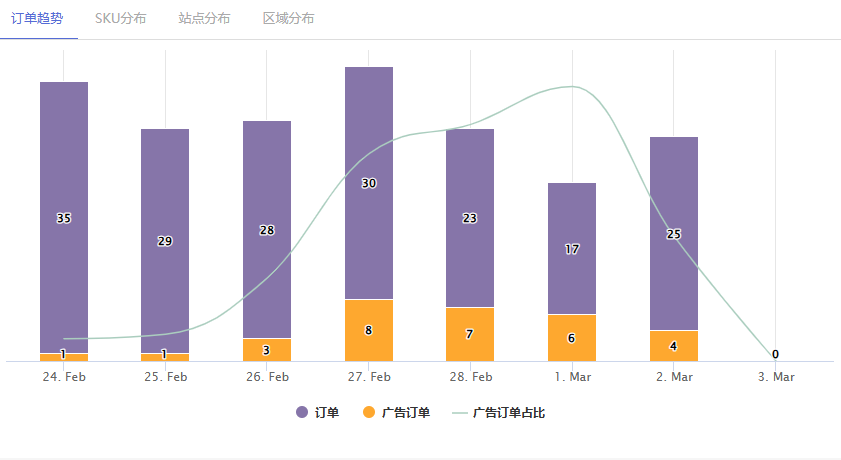 订单趋势 SKU分布 站点分布 区域分布
35 29 28 30 23 17 25
1 1 3 8 7 6 4 0
24. Feb 25. Feb 26. Feb 27. Feb 28. Feb 1. Mar 2. Mar 3. Mar
订单 广告订单 广告订单占比